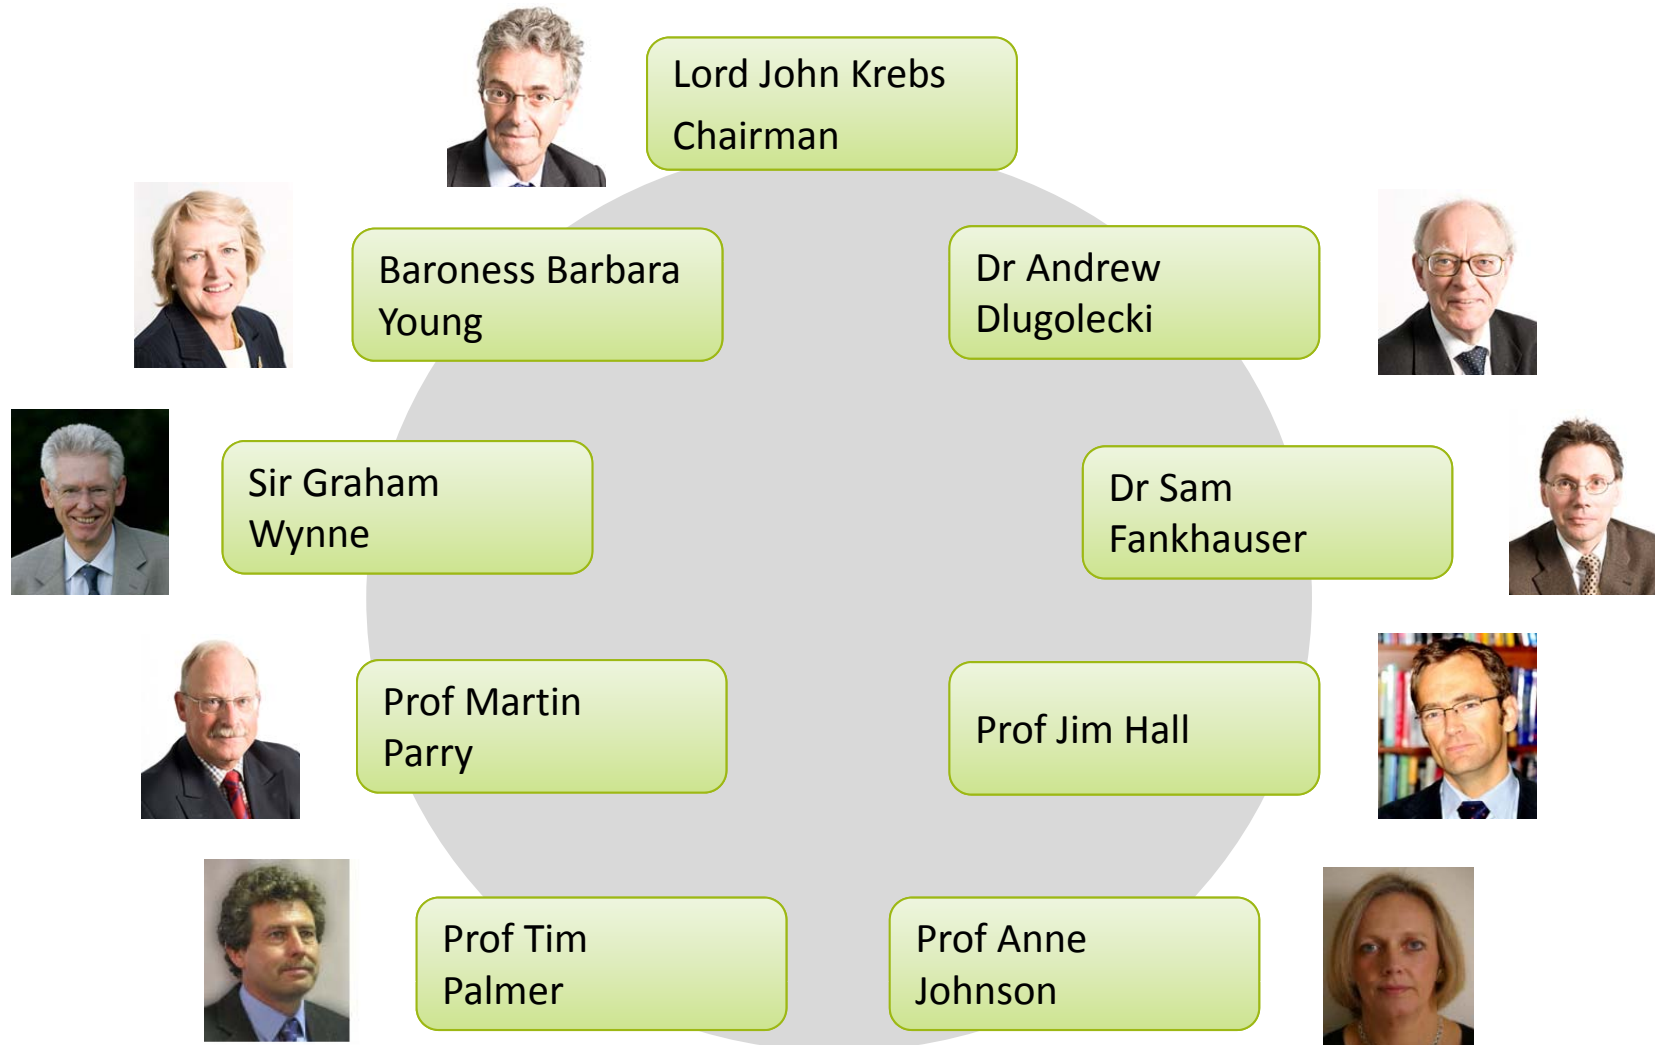 Lord John Krebs
Chairman
Baroness Barbara
Young
Dr Andrew
Dlugolecki
Sir Graham
Wynne
Dr Sam
Fankhauser
Prof Martin
Parry
Prof Jim Hall
Prof Tim
Palmer
Prof Anne
Johnson